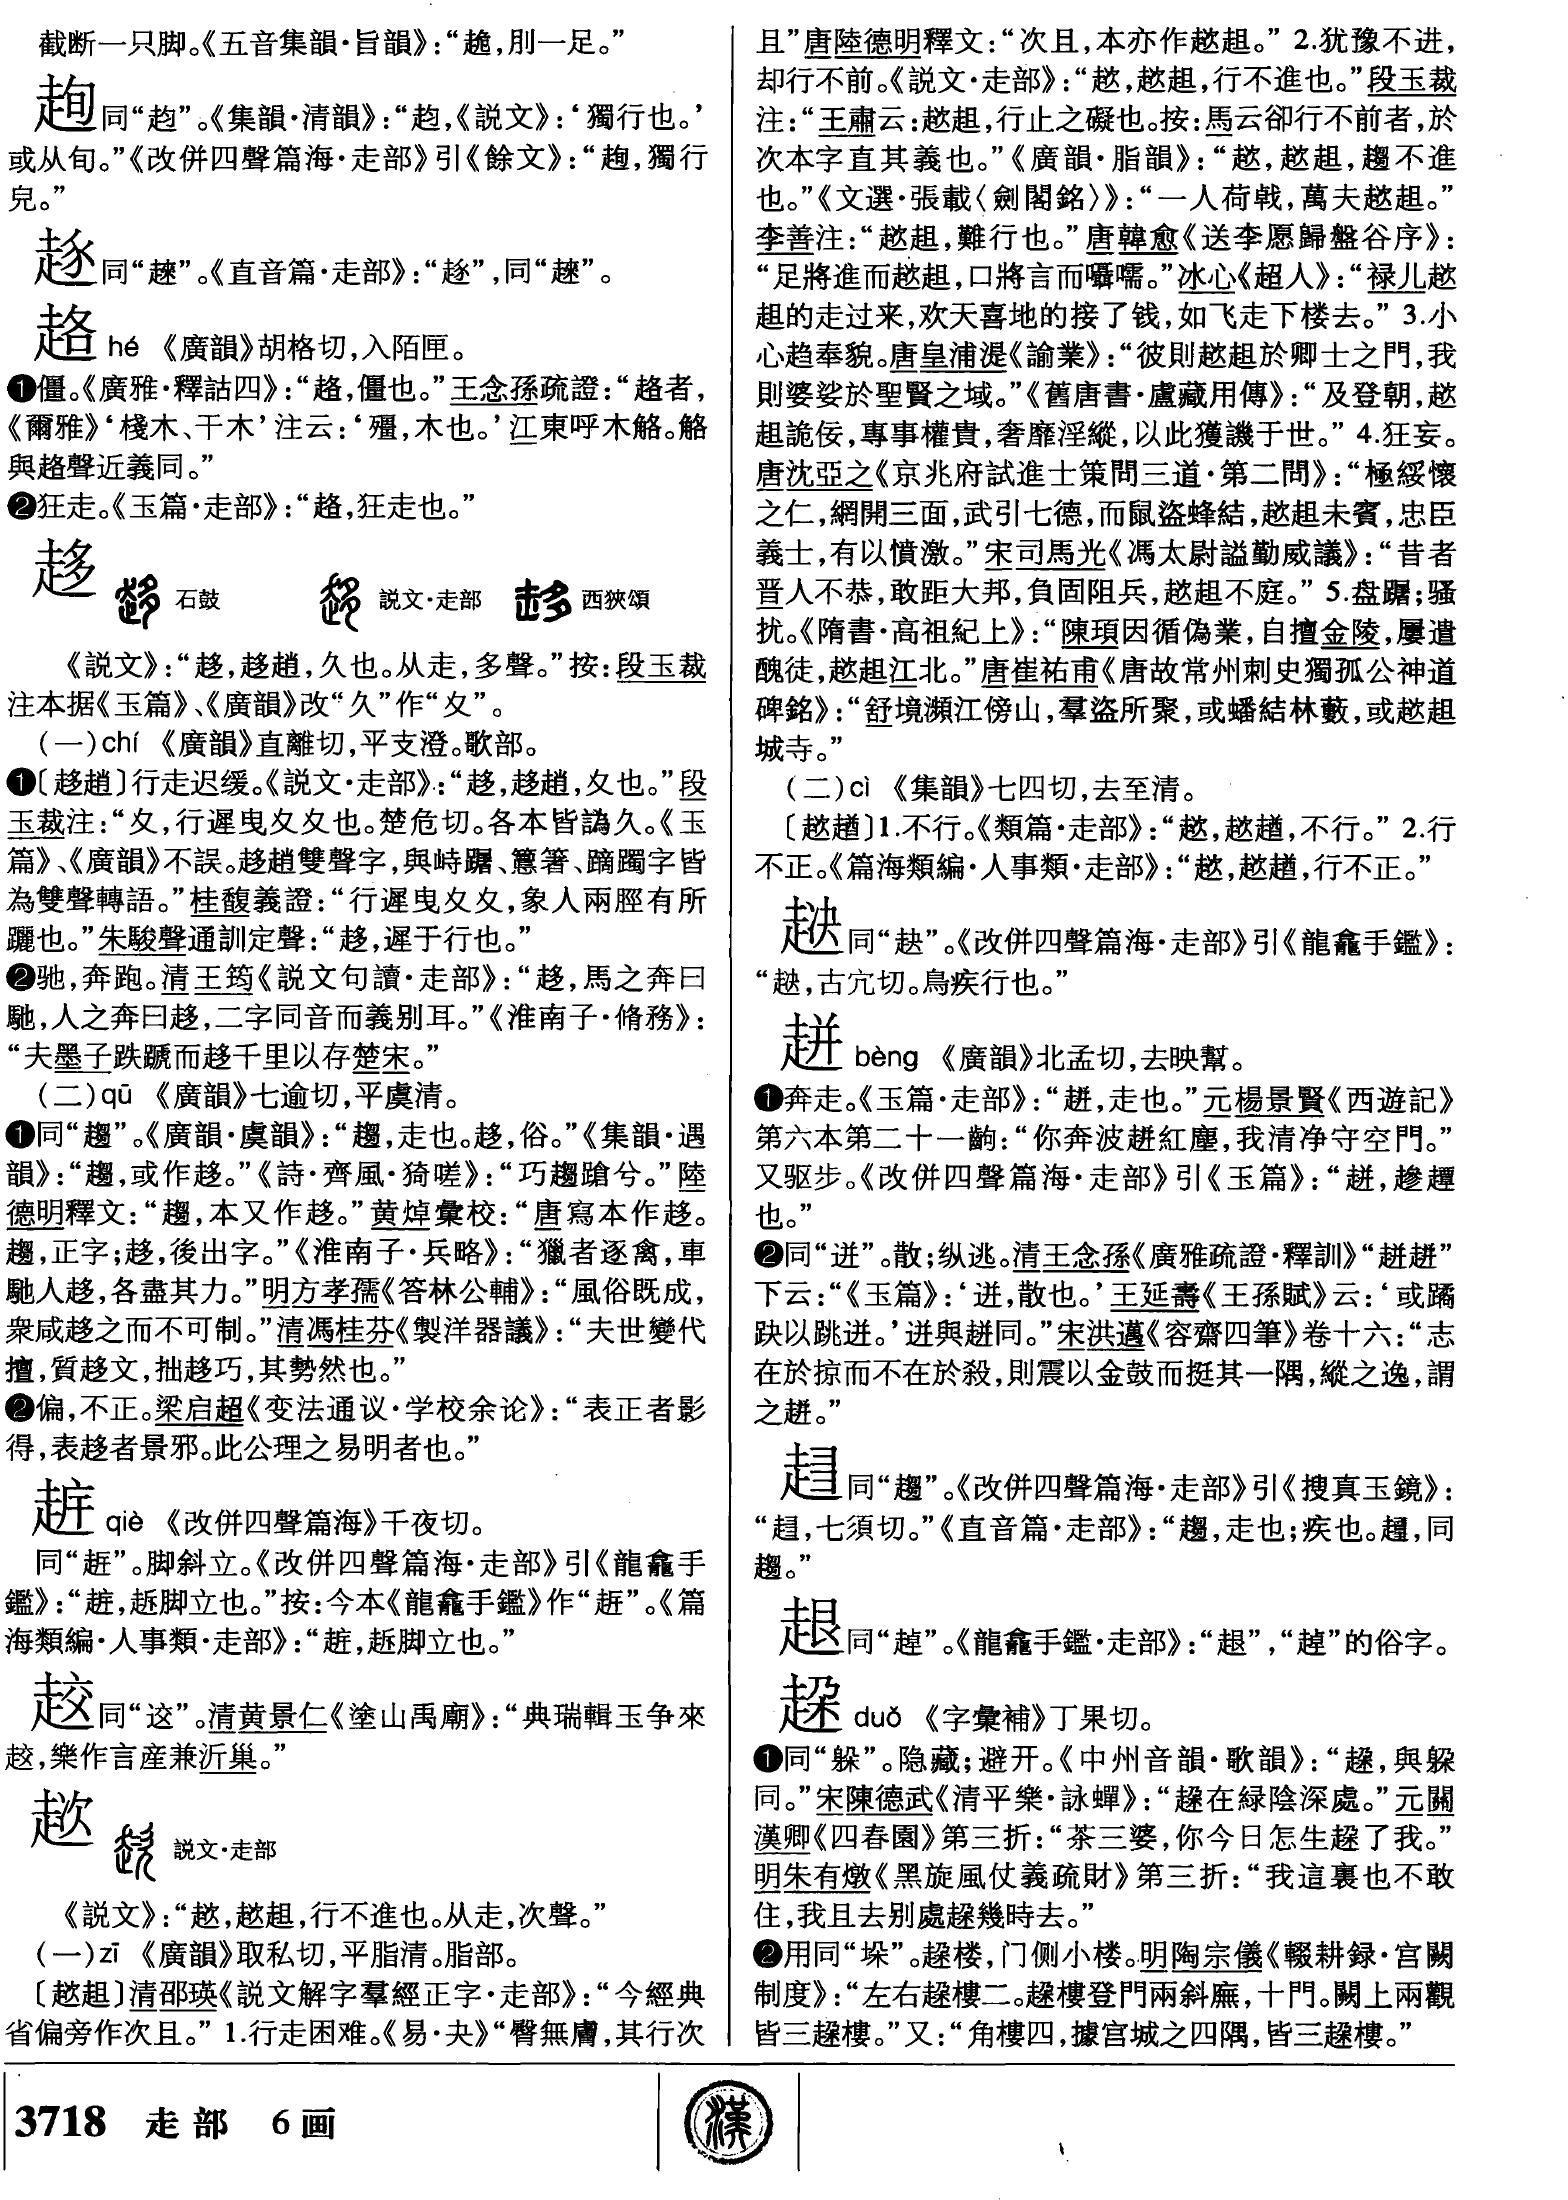 截断一只脚。《五音集韻·旨韻》:“趪,刖一足。”
趜同“赹”。《集韻·清韻》:“赹,《説文》:‘獨行也。’
或从旬。”《改併四聲篇海·走部》引《餘文》:“,獨行
皃。”
同“”。《直音篇·走部》:“”,同“”。
趏 hé 《廣韻》胡格切,入陌匣。
❶僵。《廣雅·釋詁四》:“,僵也。”王念孫疏證:“者,
《爾雅》‘棧木、干木’注云:‘殭,木也。’江東呼木觡。觡
與聲近義同。”
❷狂走。《玉篇·走部》:“,狂走也。”
趍 石鼓 説文·走部 西狹頌
《説文》:“趍,趍趙,久也。从走,多聲。”按:段玉裁
注本据《玉篇》、《廣韻》改“久”作“夊”。
(一)chí 《廣韻》直離切,平支澄。歌部。
❶〔趍趙〕行走迟缓。《説文·走部》:“趍,趍趙,夊也。”段
玉裁注:“夊,行遲曳夊夊也。楚危切。各本皆譌久。《玉
篇》、《廣韻》不誤。趍趙雙聲字,與峙踞、箸、蹢躅字皆
為雙聲轉語。”桂馥義證:“行遲曳夊夊,象人兩脛有所
躧也。”朱駿聲通訓定聲:“趍,遲于行也。”
❷驰,奔跑。清王筠《説文句讀·走部》:“趍,馬之奔曰
馳,人之奔曰趍,二字同音而義别耳。”《淮南子·脩務》:
“夫墨子跌蹏而趍千里以存楚宋。”
(二)qū 《廣韻》七逾切,平虞清。
❶同“趨”。《廣韻·虞韻》:“趨,走也。趍,俗。”《集韻·遇
韻》:“趨,或作趍。”《詩·齊風·猗嗟》:“巧趨蹌兮。”陸
德明釋文:“趨,本又作趍。”黄焯彙校:“唐寫本作趍。
趨,正字;趍,後出字。”《淮南子·兵略》:“獵者逐禽,車
馳人趍,各盡其力。”明方孝孺《答林公輔》:“風俗既成,
衆咸趍之而不可制。”清馮桂芬《製洋器議》:“夫世變代
擅,質趍文,拙趍巧,其勢然也。”
❷偏,不正。梁启超《变法通议·学校余论》:“表正者影
得,表趍者景邪。此公理之易明者也。”
qiè 《改併四聲篇海》千夜切。
同“”。脚斜立。《改併四聲篇海·走部》引《龍龕手
鑑》:“,脚立也。”按:今本《龍龕手鑑》作“”。《篇
海類編·人事類·走部》:“,脚立也。”
同“这”。清黄景仁《塗山禹廟》:“典瑞輯玉争來
,樂作言産兼沂巢。”
趑 説文·走部
《説文》:“趑,趑趄,行不進也。从走,次聲。”
(一)zī 《廣韻》取私切,平脂清。脂部。
〔趑趄〕清邵瑛《説文解字羣經正字·走部》:“今經典
省偏旁作次且。”1.行走困难。《易·夬》“臀無膚,其行次
且”唐陸德明釋文:“次且,本亦作趑趄。”2.犹豫不进,
却行不前。《説文·走部》:“趑,趑趄,行不進也。”段玉裁
注:“王肅云:趑趄,行止之礙也。按:馬云卻行不前者,於
次本字直其義也。”《廣韻·脂韻》:“趑,趑趄,趨不進
也。”《文選·張載〈劍閣銘〉》:“一人荷戟,萬夫趑趄。”
李善注:“趑趄,難行也。”唐韓愈《送李愿歸盤谷序》:
“足將進而趑趄,口將言而囁嚅。”冰心《超人》:“禄儿趑
趄的走过来,欢天喜地的接了钱,如飞走下楼去。”3.小
心趋奉貌。唐皇浦湜《諭業》:“彼則趑趄於卿士之門,我
則婆娑於聖賢之域。”《舊唐書·盧藏用傳》:“及登朝,趑
趄詭佞,專事權貴,奢靡淫縱,以此獲譏于世。”4.狂妄。
唐沈亞之《京兆府試進士策問三道·第二問》:“極綏懷
之仁,網開三面,武引七德,而鼠盜蜂結,趑趄未賓,忠臣
義士,有以憤激。”宋司馬光《馮太尉謚勤威議》:“昔者
晋人不恭,敢距大邦,負固阻兵,趑趄不庭。”5.盘踞;骚
扰。《隋書·高祖紀上》:“陳頊因循偽業,自擅金陵,屢遣
醜徒,趑趄江北。”唐崔祐甫《唐故常州刺史獨孤公神道
碑銘》:“舒境瀕江傍山,羣盜所聚,或蟠結林藪,或趑趄
城寺。”
(二)cì 《集韻》七四切,去至清。
〔趑趥〕1.不行。《類篇·走部》:“趑,趑,不行。”2.行
不正。《篇海類編·人事類·走部》:“趑,趑,行不正。”
同“赽”。《改併四聲篇海·走部》引《龍龕手鑑》:
“,古穴切。鳥疾行也。”
趚 bèng 《廣韻》北孟切,去映幫。
❶奔走。《玉篇·走部》:“,走也。”元楊景賢《西遊記》
第六本第二十一齣:“你奔波紅塵,我清净守空門。”
又驱步。《改併四聲篇海·走部》引《玉篇》:“,趁
也。”
❷同“迸”。散;纵逃。清王念孫《廣雅疏證·釋訓》“”
下云:“《玉篇》:‘迸,散也。’王延壽《王孫賦》云:‘或蹫
趹以跳迸。’迸與同。”宋洪邁《容齋四筆》卷十六:“志
在於掠而不在於殺,則震以金鼓而挺其一隅,縱之逸,謂
之。”
同“趨”。《改併四聲篇海·走部》引《搜真玉鏡》:
“,七須切。”《直音篇·走部》:“趨,走也;疾也。,同
趨。”
同“趠”。《龍龕手鑑·走部》:“”,“趠”的俗字。
趓 duǒ 《字彙補》丁果切。
❶同“躲”。隐藏;避开。《中州音韻·歌韻》:“趓,與躲
同。”宋陳德武《清平樂·詠蟬》:“趓在緑陰深處。”元關
漢卿《四春園》第三折:“茶三婆,你今日怎生趓了我。”
明朱有燉《黑旋風仗義疏財》第三折:“我這裏也不敢
住,我且去别處趓幾時去。”
❷用同“垛”。趓楼,门侧小楼。明陶宗儀《輟耕録·宫闕
制度》:“左右趓樓二。趓樓登門兩斜廡,十門。闕上兩觀
皆三趓樓。”又:“角樓四,據宫城之四隅,皆三趓樓。”
3718 走部 6画
漢